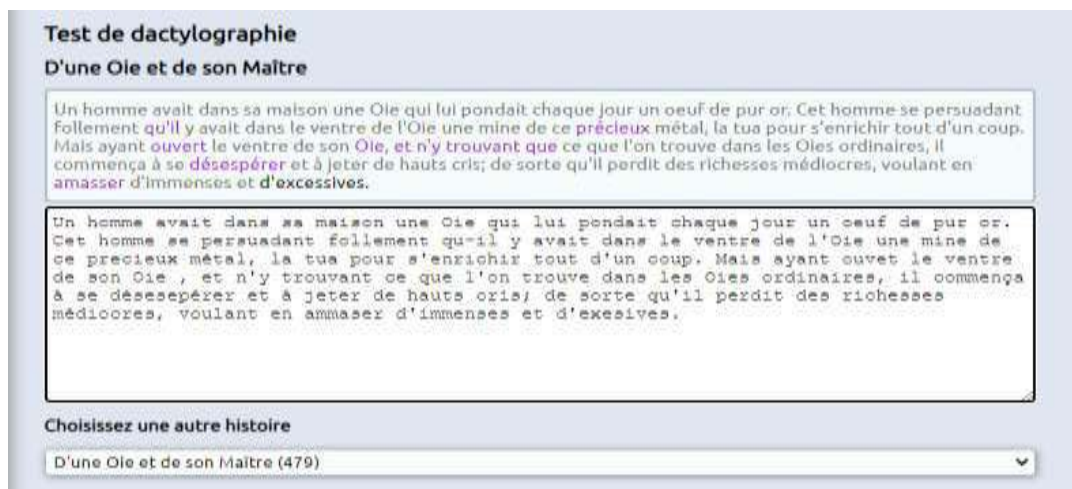 Test de dactylographie
D'une Oie et de son Maître
Un homme avait dans sa maison une Oie qui lui pondait chaque jour un oeuf de pur or. Cet homme se persuadant
follement qu'il y avait dans le ventre de l'Oie une mine de ce précieux métal, la tua pour s'enrichir tout d'un coup.
Mais ayant ouvert le ventre de son Oie, et n'y trouvant que ce que l'on trouve dans les Oies ordinaires, il
commença à se désespérer et à jeter de hauts cris; de sorte qu'il perdit des richesses médiocres, voulant en
amasser d'immenses et d'excessives.
Un homme avait dans sa maison une Oie qui lui pondait chaque jour un oeuf de pur or.
Cet homme se persuadant follement qu-il y avait dans le ventre de l'Oie une mine de
ce precieux métal, la tua pour s'enrichir tout d'un coup. Mais ayant ouvet le ventre
de son Oie , et n'y trouvant ce que l'on trouve dans les Oies ordinaires, il commença
à se désesepérer et à jeter de hauts cris; de sorte qu'il perdit des richesses
médiocres, voulant en ammaser d'immenses et d'exesives.
Choisissez une autre histoire
D'une Oie et de son Maître (479)